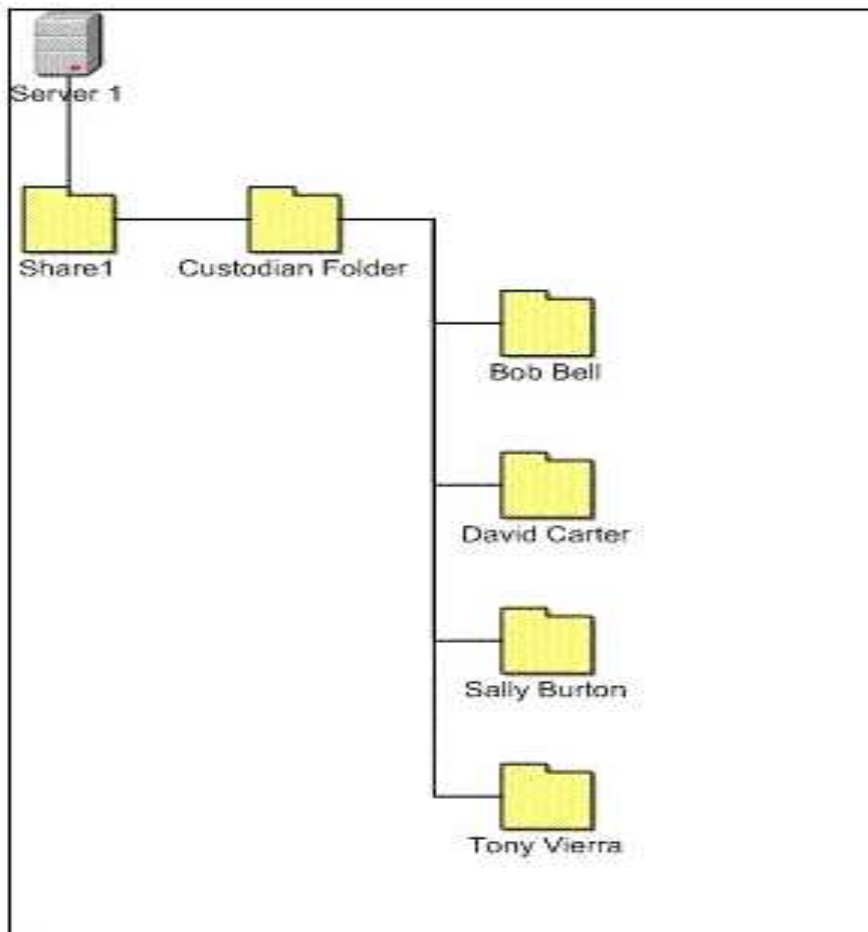 Server 1
Share1
Custodian Folder
Bob Bell
David Carter
Sally Burton
Tony Vierra